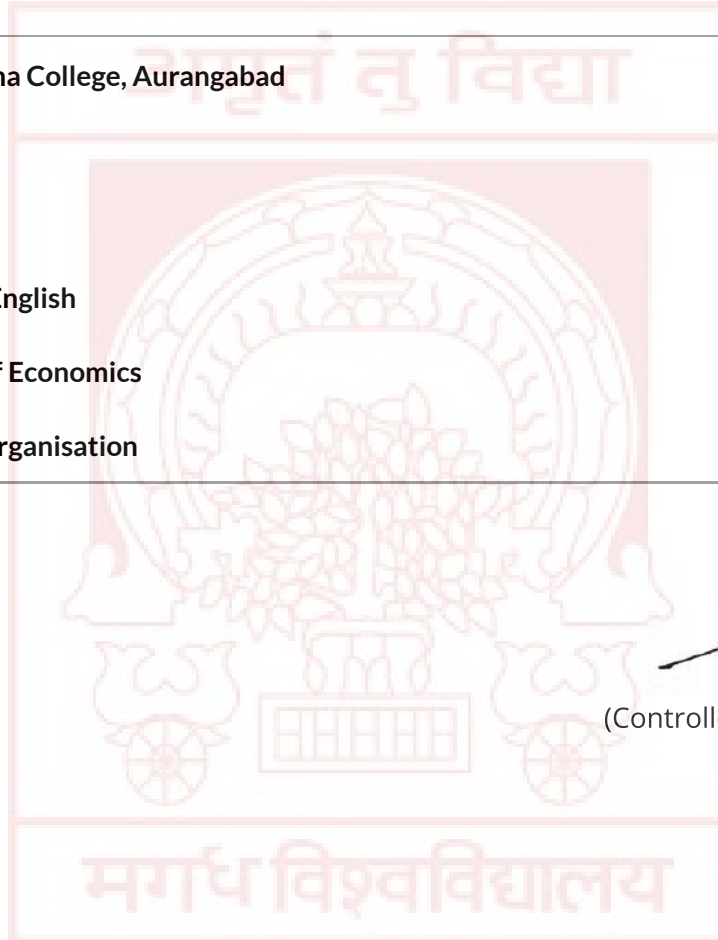 अमृतं तु विद्या
na College, Aurangabad
English
f Economics
rganisation
(Controll
मगध विश्वविद्यालय